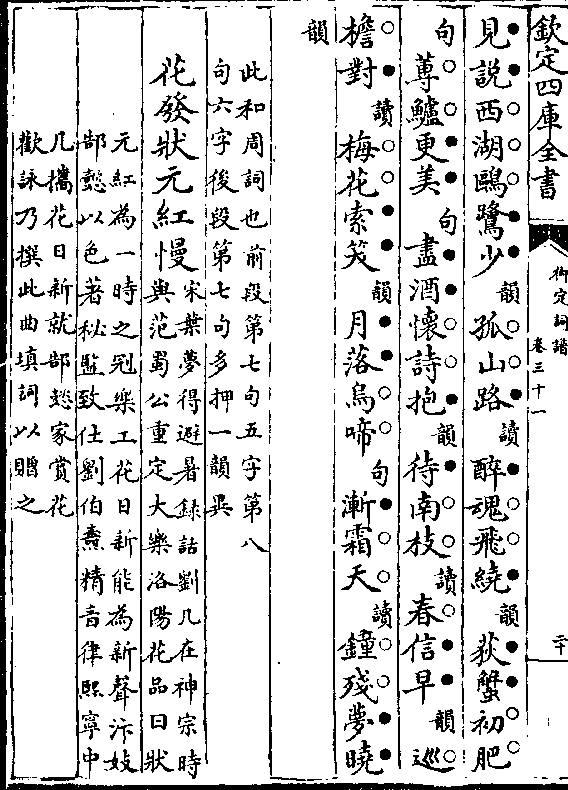 欽定四庫全書
御定詞譜
卷三十一
二十
見説西湖鷗鷺少韻孤山路讀醉魂飛繞韻荻蟹初肥
句蓴鱸更美句盡酒懷詩抱韻待南枝讀春信早韻巡
檐對讀梅花索笑韻月落烏啼句漸霜天讀鐘殘夢曉
韻
此和周詞也前段第七句五字第八
句六字後段第七句多押一韻異
花發狀元紅慢
宋葉夢得避暑録話劉几在神宗時
與范蜀公重定大樂洛陽花品曰狀
元紅為一時之冠樂工花日新能為新聲汴妓
郜懿以色著秘監致仕劉伯夀精音律熙寧中
几攜花日新就郜懿家賞花
歡詠乃撰此曲填詞以贈之